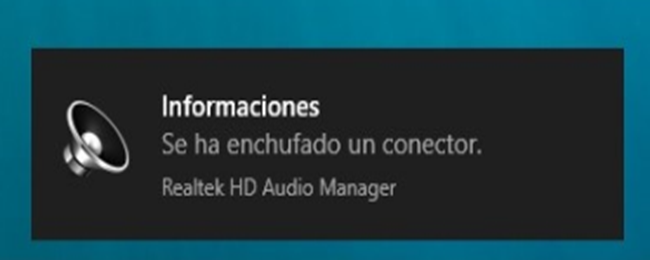 Informaciones
Se ha enchufado un conector.
Realtek HD Audio Manager